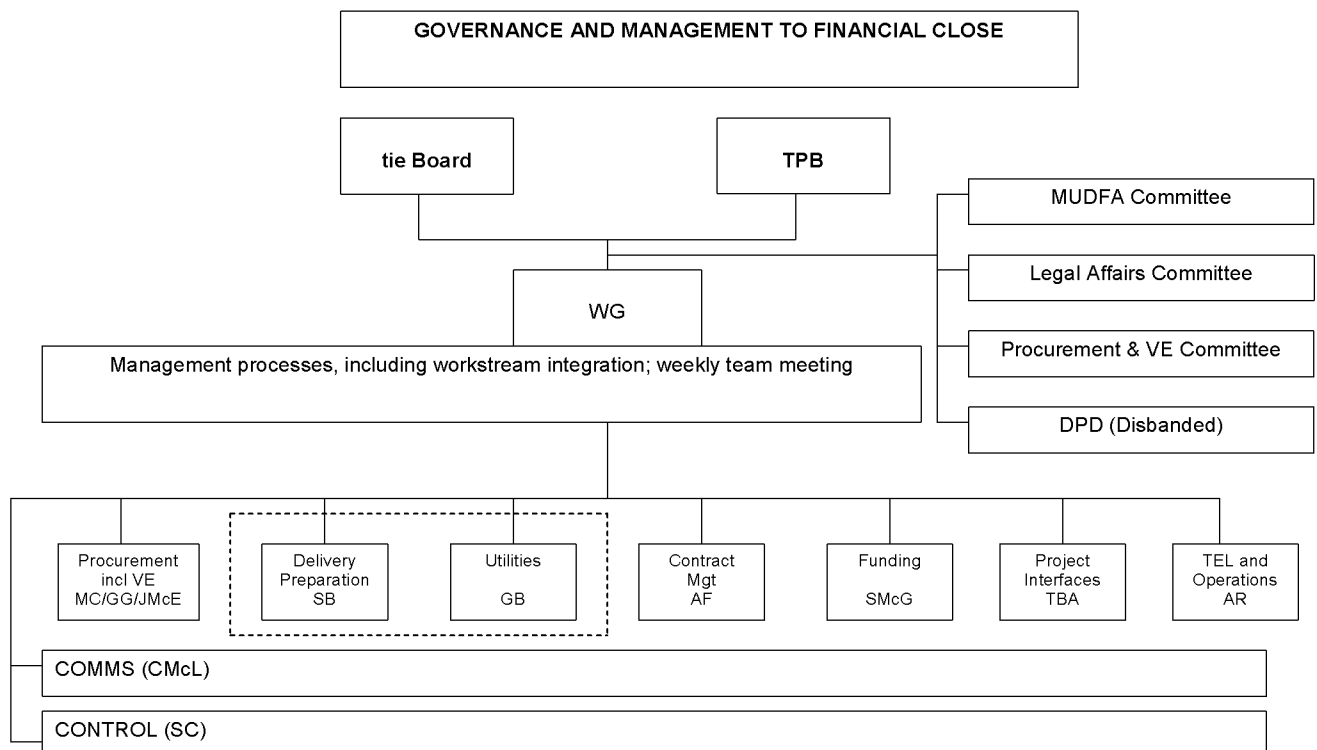 GOVERNANCE AND MANAGEMENT TO FINANCIAL CLOSE
tie Board
TPB
MUDFA Committee
Legal Affairs Committee
WG
Procurement & VE Committee
Management processes, including workstream integration; weekly team meeting
DPD (Disbanded)
Procurement
incl VE
MC/GG/JMcE
Delivery
Preparation
SB
Utilities
GB
Contract
Mgt
AF
Funding
SMcG
Project
Interfaces
TBA
TEL and
Operations
AR
COMMS (CMcL)
CONTROL (SC)